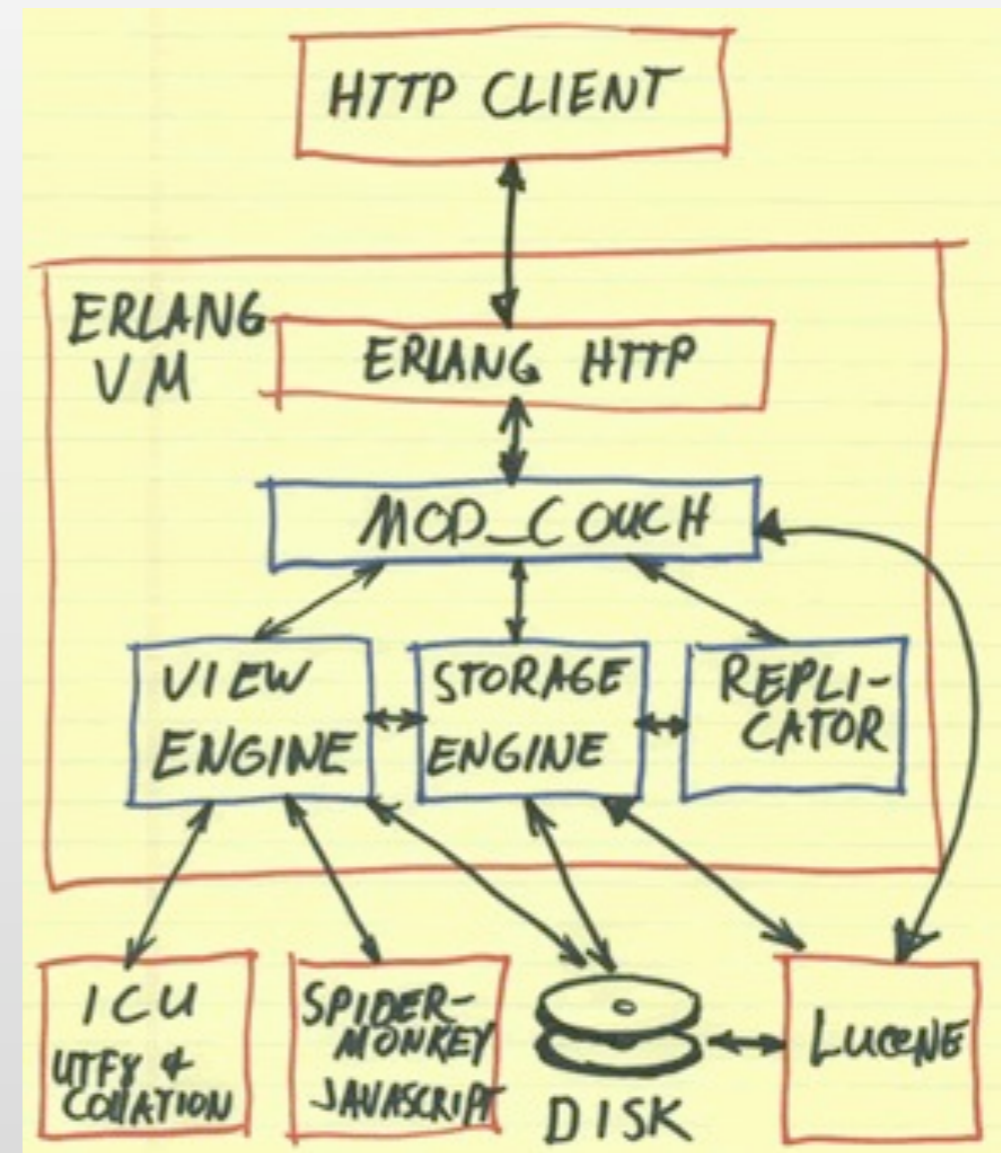 HTTP CLIENT
ERLANG
VM
ERLANG HTTP
MOD_COUCH
VIEW
ENGINE
STORAGE
ENGINE
REPLI-
CATOR
ICU
UTF8 &
COLLATION
SPIDER-
MONKEY
JAVASCRIPT
DISK
LUCENE